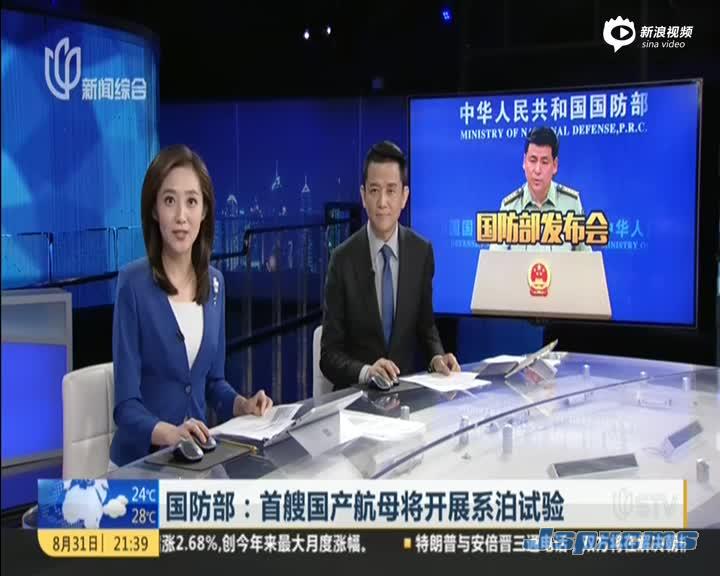 新闻综合
新浪视频
sina video
中华人民共和国国防部
MINISTRY OF NATIONAL DEFENSE,P.R.C.
国防部发布会
24℃
28℃
国防部：首艘国产航母将开展系泊试验
8月31日 21:39
涨2.68%,创今年来最大月度涨幅。 ■特朗普与安倍晋三通电话